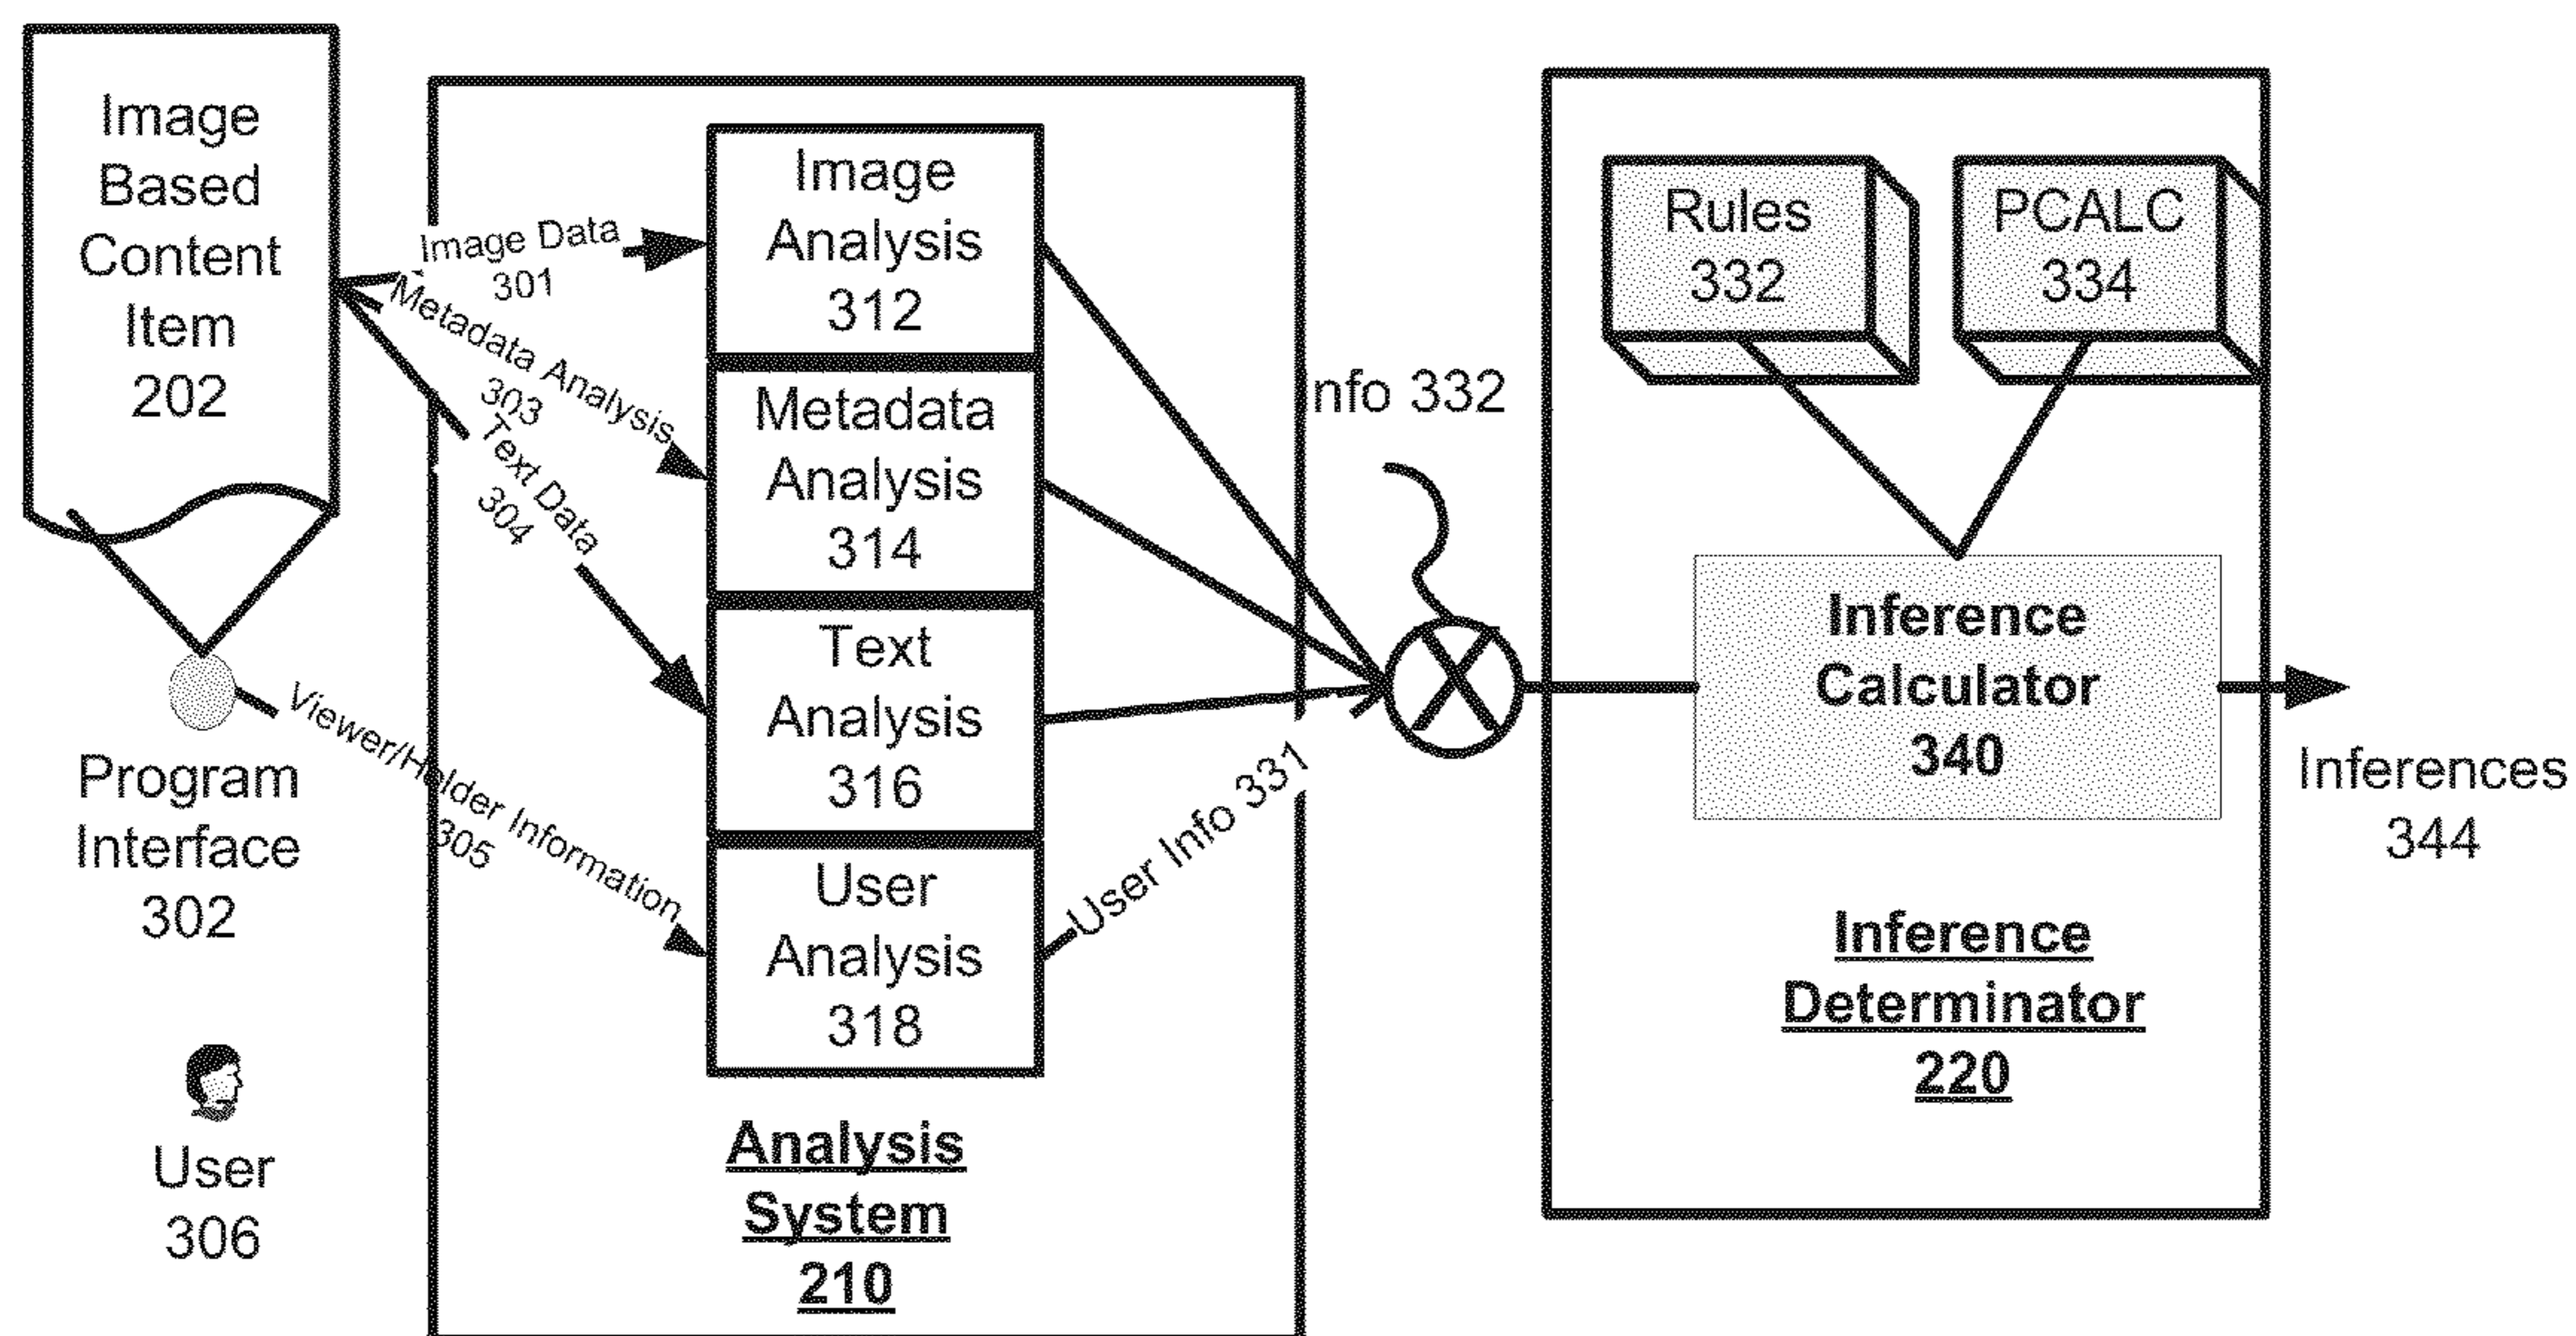 Image
Based
Content
Item
202
Program
Interface
302
User
306
Image Data
301
Metadata Analysis
303
Text Data
304
Viewer/Holder Information
305
Image
Analysis
312
Metadata
Analysis
314
Text
Analysis
316
User
Analysis
318
Analysis
System
210
User Info 331
nfo 332
Rules
332
PCALC
334
Inference
Calculator
340
Inference
Determinator
220
Inferences
344